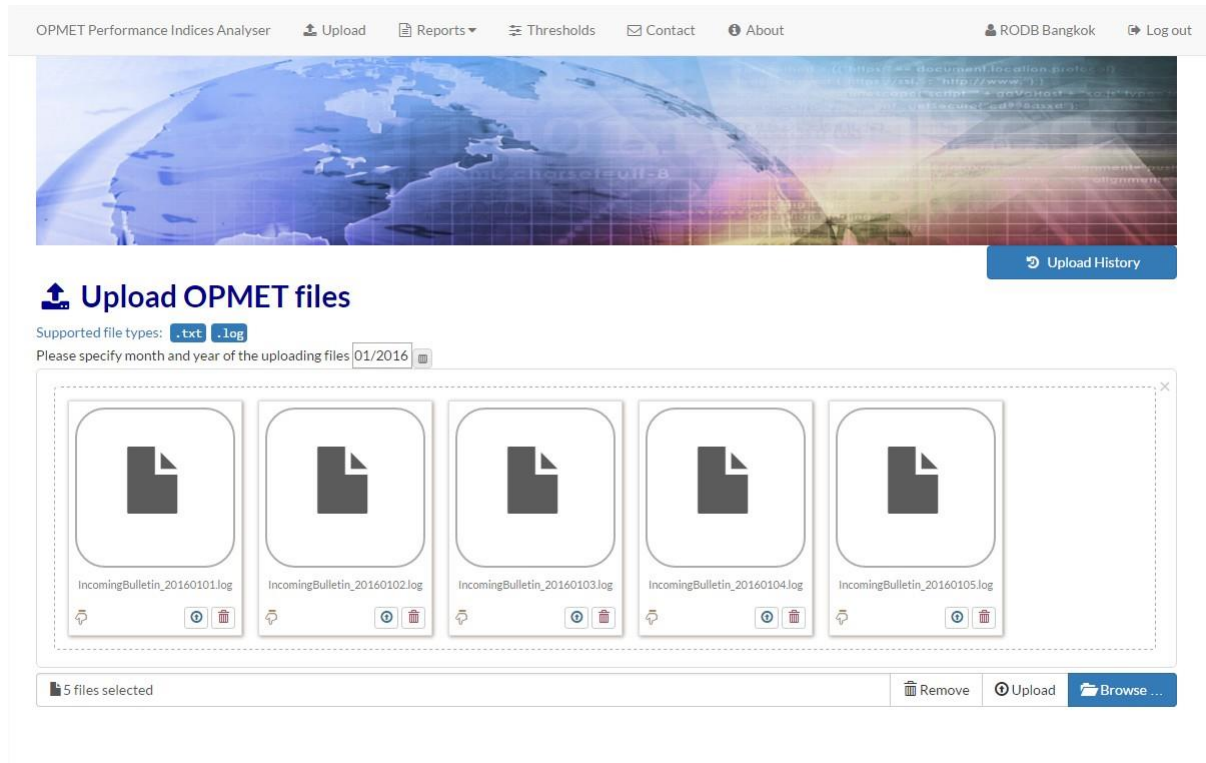 OPMET Performance Indices Analyser Upload Reports Thresholds Contact About RODB Bangkok Log out
Upload History
Upload OPMET files
Supported file types: .txt .log
Please specify month and year of the uploading files 01/2016
IncomingBulletin_20160101.log IncomingBulletin_20160102.log IncomingBulletin_20160103.log IncomingBulletin_20160104.log IncomingBulletin_20160105.log
5 files selected Remove Upload Browse ...